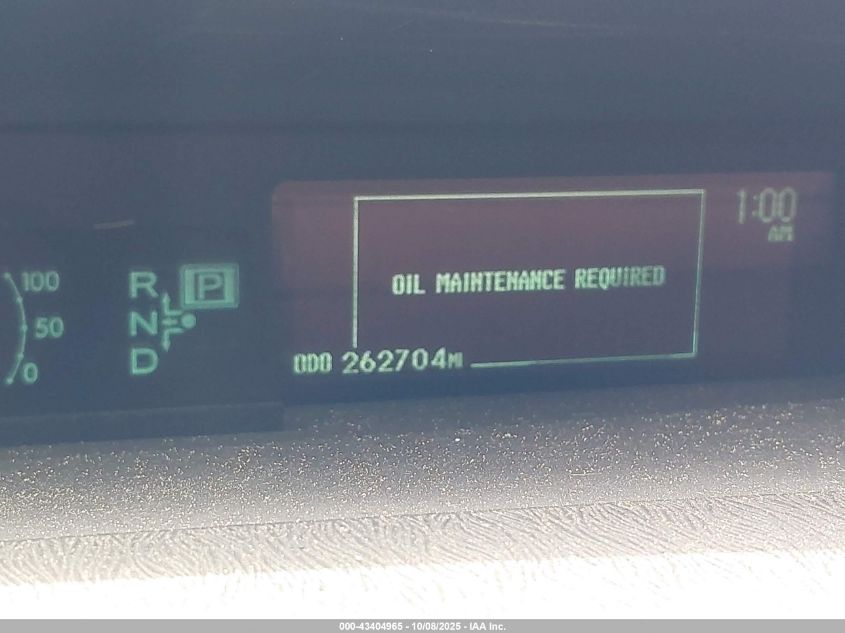 1:00
AM
OIL MAINTENANCE REQUIRED
100
50
0
R P
N
D
ODO 262704MI
000-43404965 - 10/08/2025 - IAA Inc.